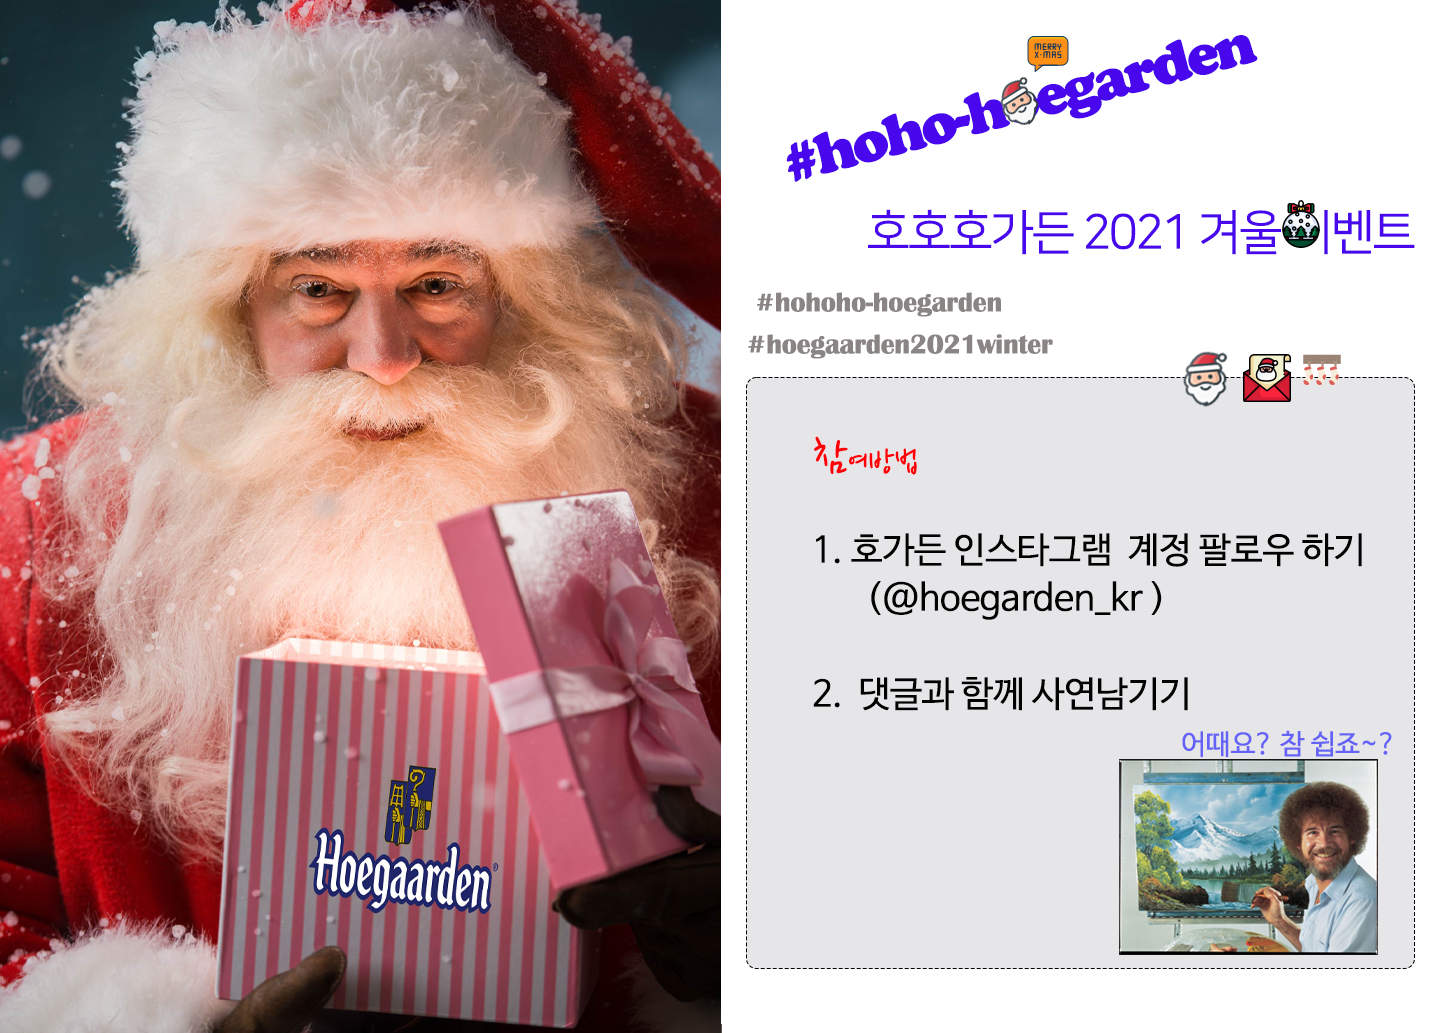 MERRY
X-MAS
#hoho-hoegarden
호호호가든 2021 겨울이벤트
#hohoho-hoegarden
#hoegaarden2021winter
참여방법
1. 호가든 인스타그램 계정 팔로우 하기
(@hoegarden_kr )
2. 댓글과 함께 사연남기기
어때요? 참 쉽죠~?
Hoegaarden®